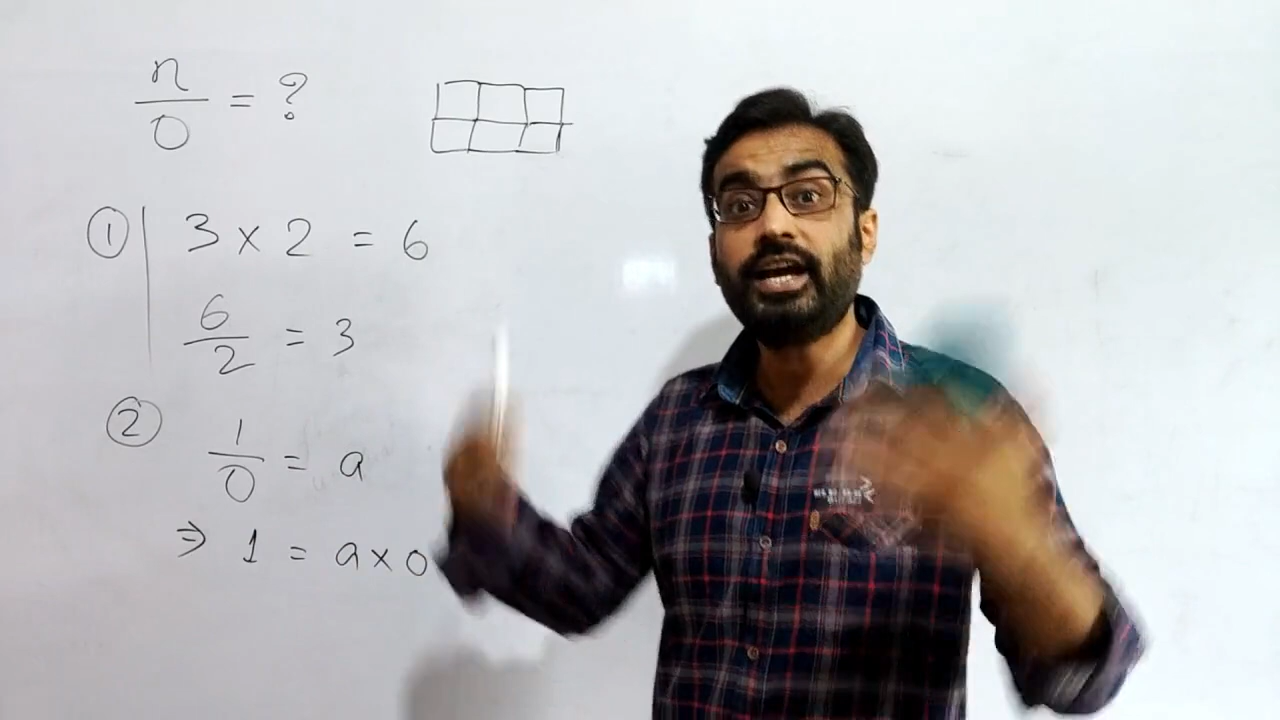 n/0 = ?
① 3 × 2 = 6
6/2 = 3
② 1/0 = a
⇒ 1 = a × 0